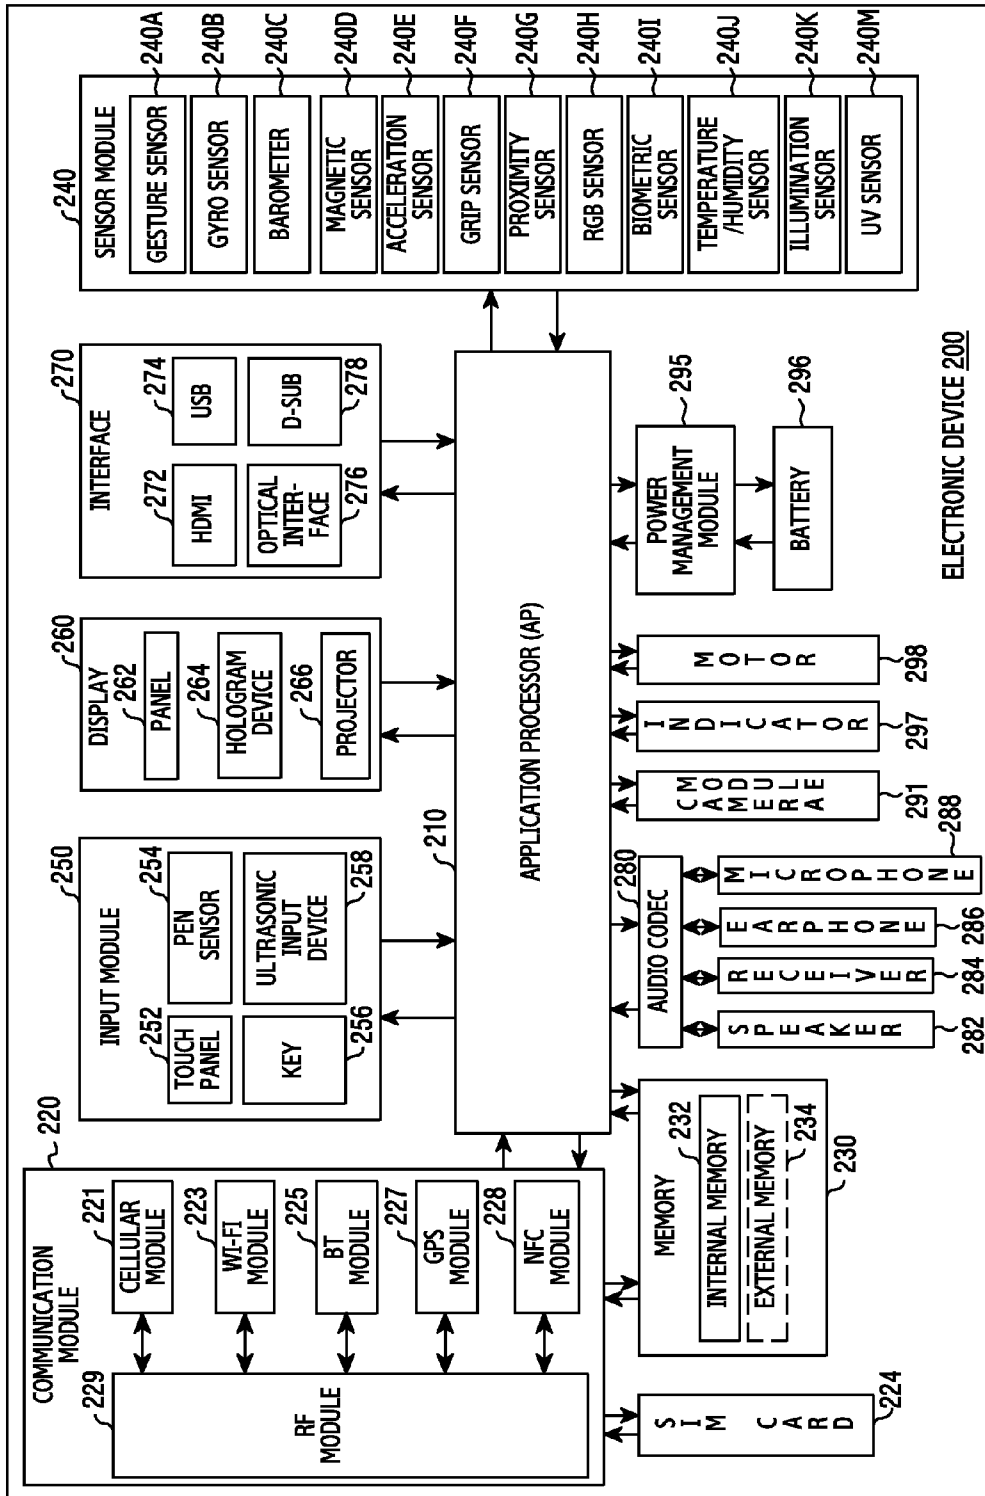 COMMUNICATION
MODULE
220
229
RF
MODULE
221
CELLULAR
MODULE
223
WI-FI
MODULE
225
BT
MODULE
227
GPS
MODULE
228
NFC
MODULE
INPUT MODULE
250
252
TOUCH
PANEL
254
PEN
SENSOR
KEY
256
ULTRASONIC
INPUT
DEVICE
258
DISPLAY
260
262
PANEL
264
HOLOGRAM
DEVICE
266
PROJECTOR
INTERFACE
270
272
HDMI
274
USB
OPTICAL
INTER-
FACE
276
D-SUB
278
240
SENSOR MODULE
GESTURE SENSOR
240A
GYRO SENSOR
240B
BAROMETER
240C
MAGNETIC
SENSOR
240D
ACCELERATION
SENSOR
240E
GRIP SENSOR
240F
PROXIMITY
SENSOR
240G
RGB SENSOR
240H
BIOMETRIC
SENSOR
240I
TEMPERATURE
/HUMIDITY
SENSOR
240J
ILLUMINATION
SENSOR
240K
UV SENSOR
240M
210
APPLICATION PROCESSOR (AP)
SIM CARD
224
MEMORY
232
INTERNAL MEMORY
EXTERNAL MEMORY
234
230
AUDIO CODEC
280
SPEAKER
282
RECEIVER
284
EARPHONE
286
MICROPHONE
288
CAMERA
MODULE
291
INDICATOR
297
MOTOR
298
POWER
MANAGEMENT
MODULE
295
BATTERY
296
ELECTRONIC DEVICE 200